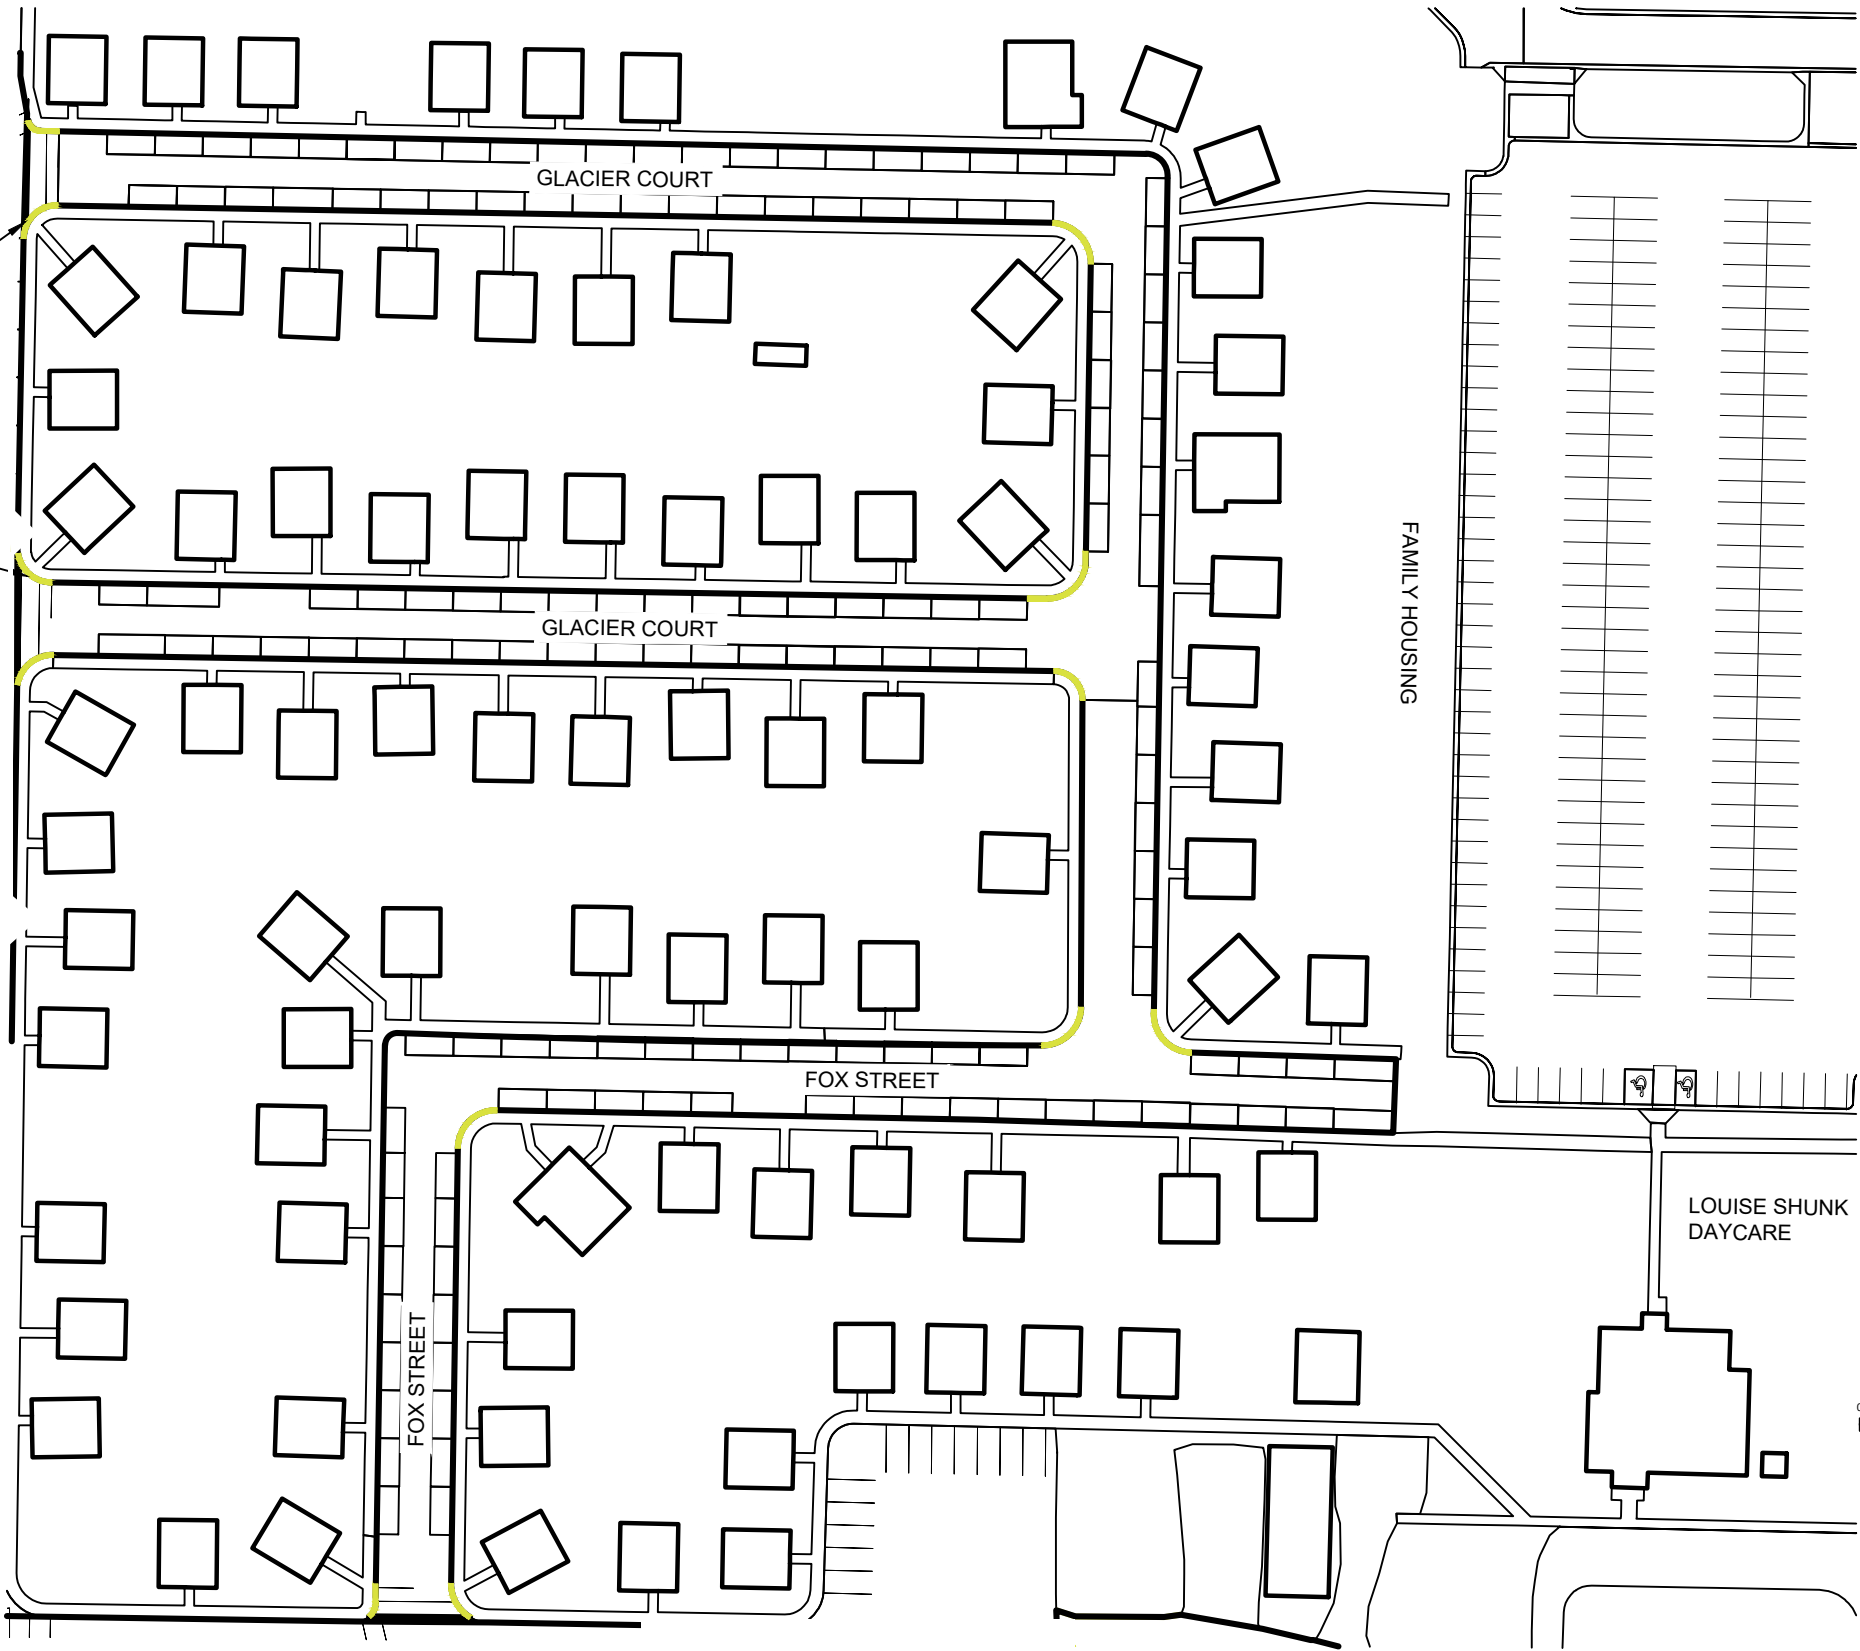 GLACIER COURT
GLACIER COURT
FAMILY HOUSING
FOX STREET
LOUISE SHUNK
DAYCARE
FOX STREET